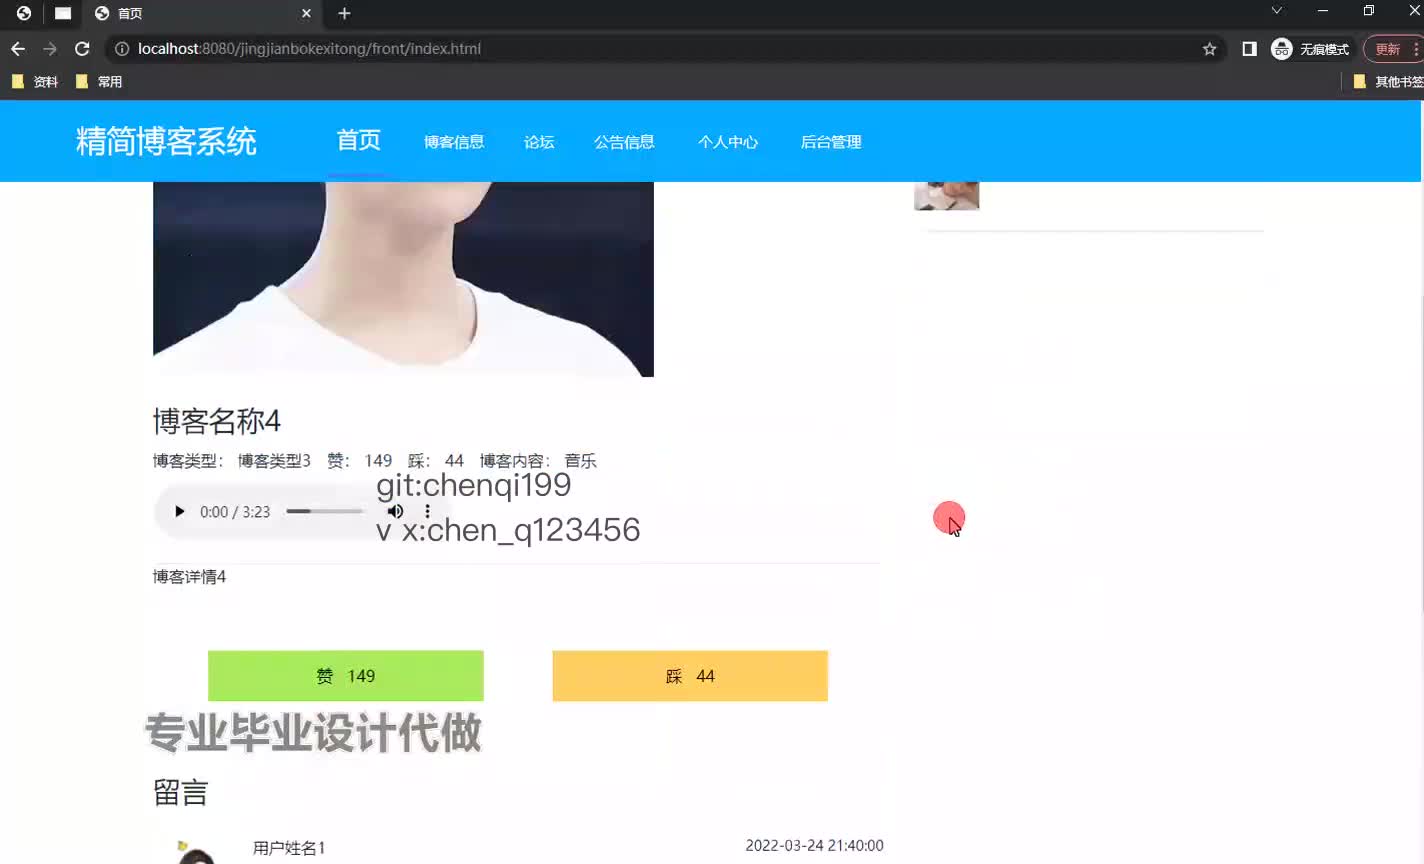 首页
localhost:8080/jingjianbokexitong/front/index.html
无痕模式
更新
资料
常用
其他书签
精简博客系统
首页
博客信息
论坛
公告信息
个人中心
后台管理
博客名称4
博客类型： 博客类型3 赞： 149 踩： 44 博客内容： 音乐
git:chenqi199
0:00 / 3:23
v x:chen_q123456
博客详情4
赞 149
踩 44
专业毕业设计代做
留言
用户姓名1
2022-03-24 21:40:00